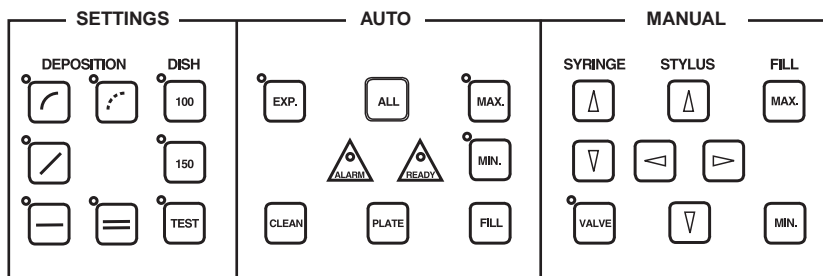 SETTINGS AUTO MANUAL
DEPOSITION DISH SYRINGE STYLUS FILL
100 EXP. ALL MAX. MAX.
150 ALARM READY MIN.
TEST CLEAN PLATE FILL VALVE MIN.